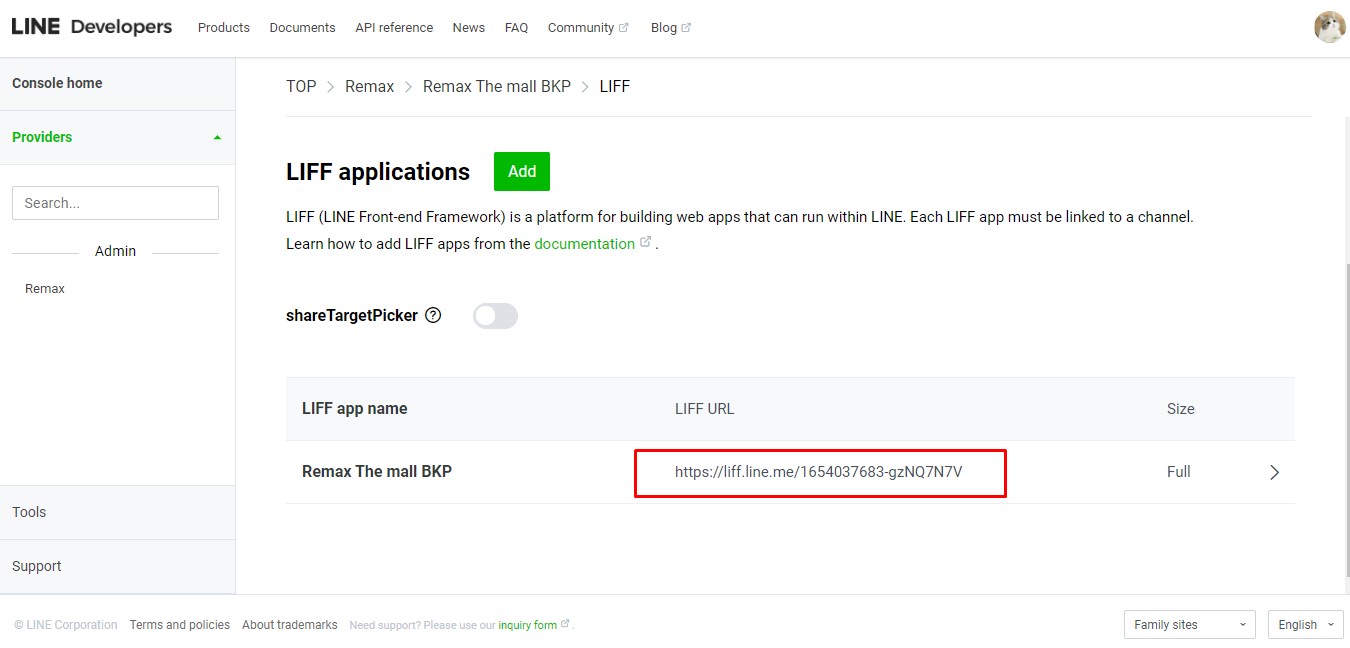 LINE Developers Products Documents API reference News FAQ Community Blog
Console home
Providers
Search...
Admin
Remax
Tools
Support
TOP > Remax > Remax The mall BKP > LIFF
LIFF applications Add
LIFF (LINE Front-end Framework) is a platform for building web apps that can run within LINE. Each LIFF app must be linked to a channel.
Learn how to add LIFF apps from the documentation .
shareTargetPicker ?
LIFF app name LIFF URL Size
Remax The mall BKP https://liff.line.me/1654037683-gzNQ7N7V Full
© LINE Corporation Terms and policies About trademarks Need support? Please use our inquiry form . Family sites English